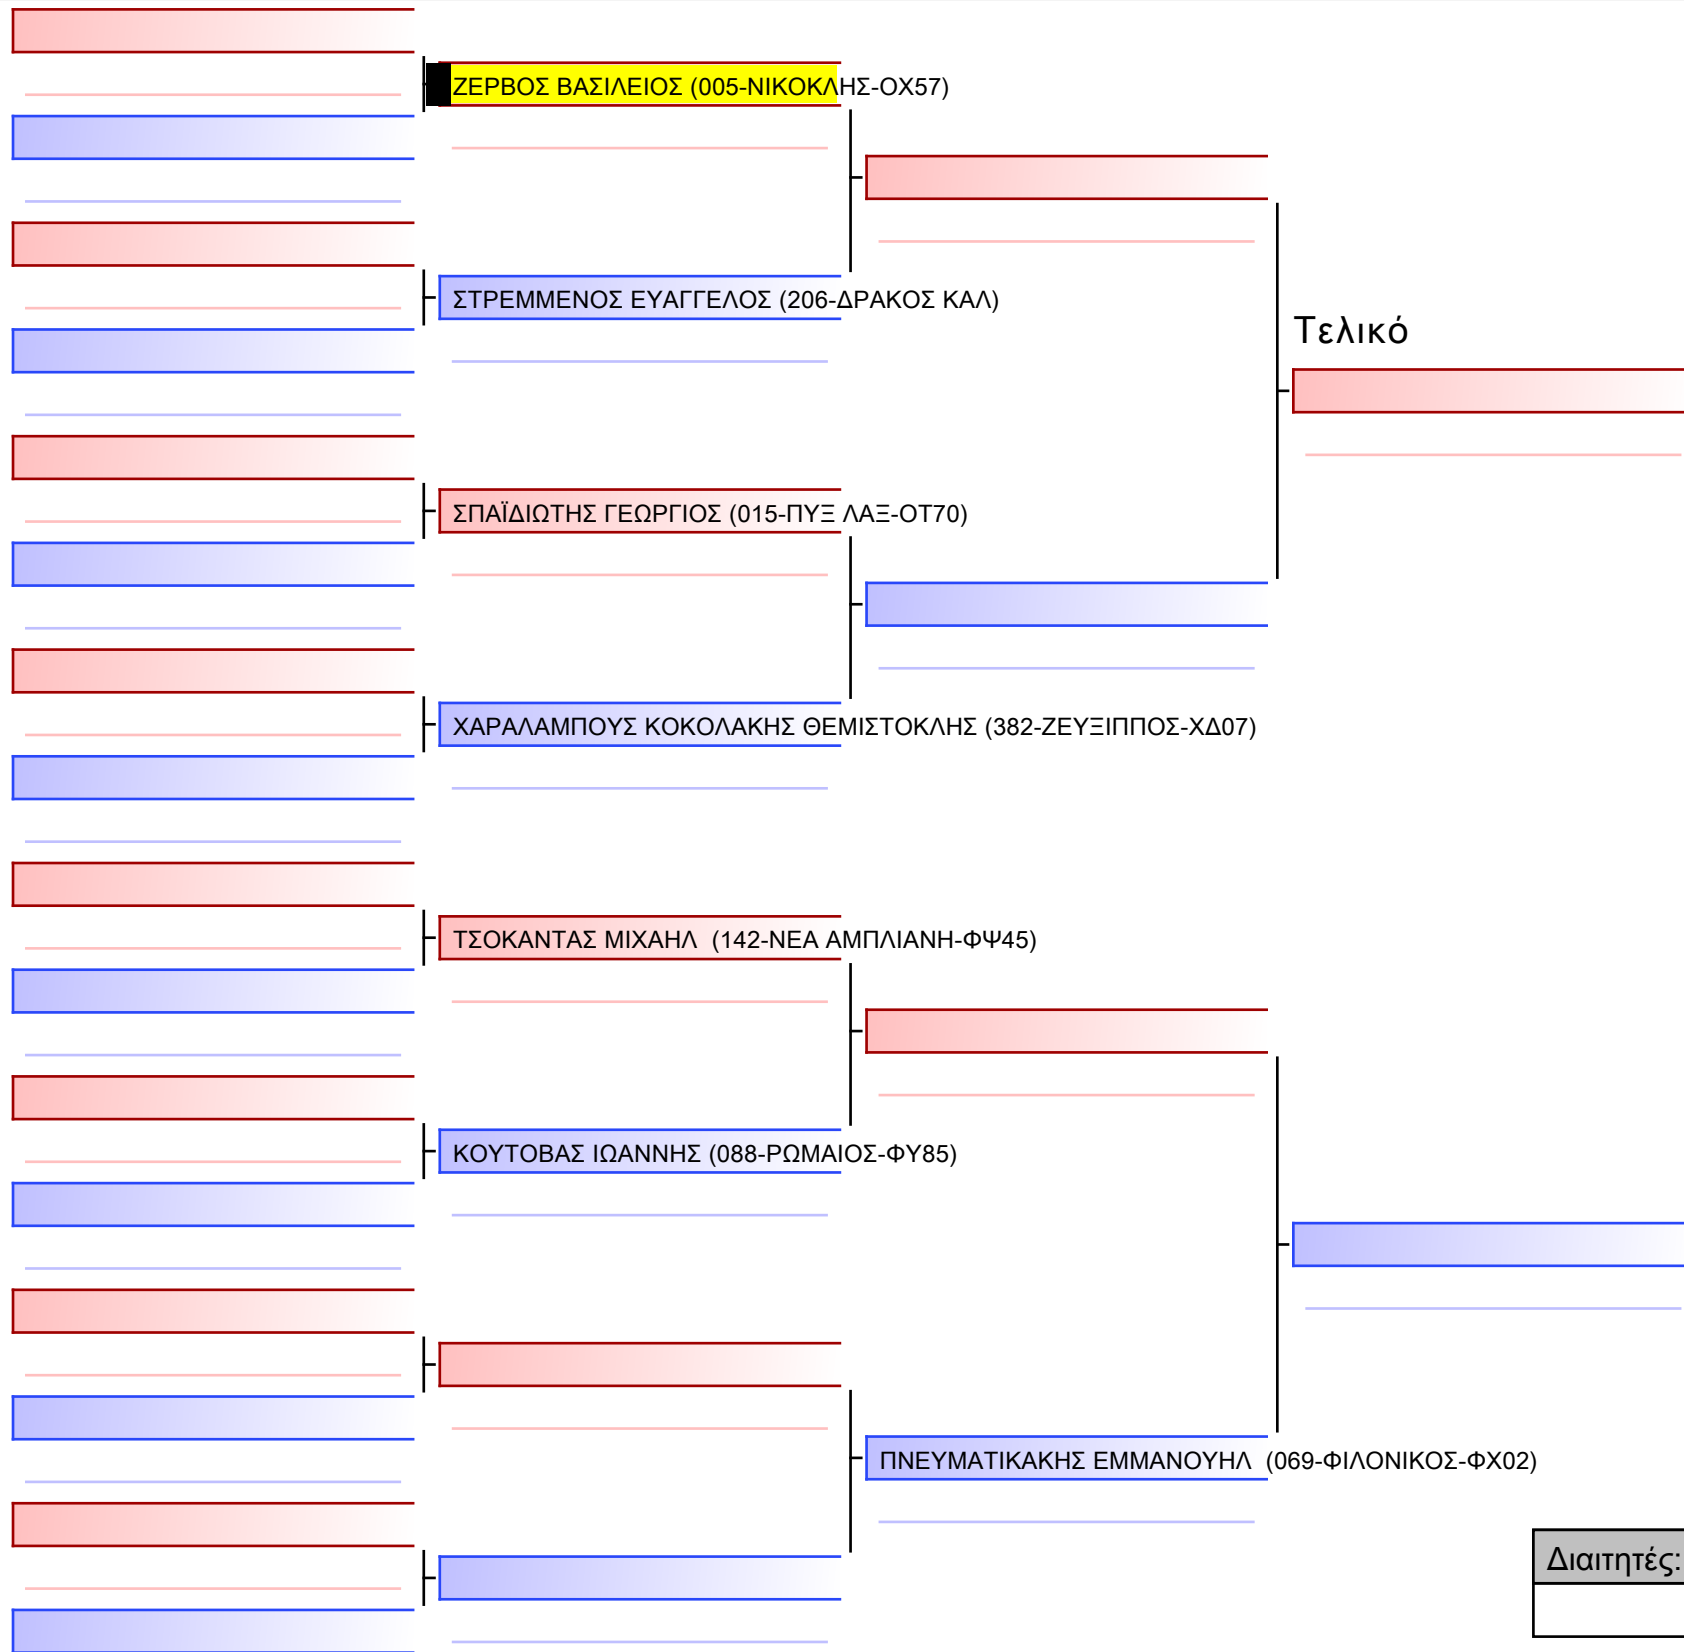 ΖΕΡΒΟΣ ΒΑΣΙΛΕΙΟΣ (005-ΝΙΚΟΚΛΗΣ-ΟΧ57)
ΣΤΡΕΜΜΕΝΟΣ ΕΥΑΓΓΕΛΟΣ (206-ΔΡΑΚΟΣ ΚΑΛ)
Τελικό
ΣΠΑΪΔΙΩΤΗΣ ΓΕΩΡΓΙΟΣ (015-ΠΥΞ ΛΑΞ-ΟΤ70)
ΧΑΡΑΛΑΜΠΟΥΣ ΚΟΚΟΛΑΚΗΣ ΘΕΜΙΣΤΟΚΛΗΣ (382-ΖΕΥΞΙΠΠΟΣ-ΧΔ07)
ΤΣΟΚΑΝΤΑΣ ΜΙΧΑΗΛ  (142-ΝΕΑ ΑΜΠΛΙΑΝΗ-ΦΨ45)
ΚΟΥΤΟΒΑΣ ΙΩΑΝΝΗΣ (088-ΡΩΜΑΙΟΣ-ΦΥ85)
ΠΝΕΥΜΑΤΙΚΑΚΗΣ ΕΜΜΑΝΟΥΗΛ  (069-ΦΙΛΟΝΙΚΟΣ-ΦΧ02)
Διαιτητές: